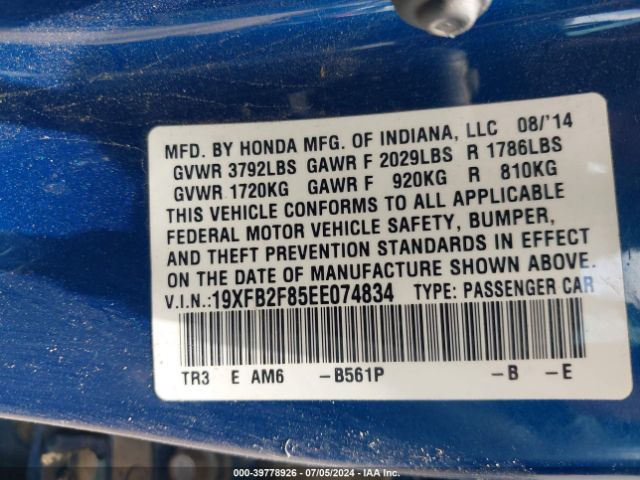 MFD. BY HONDA MFG. OF INDIANA, LLC 08/'14
GVWR 3792LBS GAWR F 2029LBS R 1786LBS
GVWR 1720KG GAWR F 920KG R 810KG
THIS VEHICLE CONFORMS TO ALL APPLICABLE
FEDERAL MOTOR VEHICLE SAFETY, BUMPER,
AND THEFT PREVENTION STANDARDS IN EFFECT
ON THE DATE OF MANUFACTURE SHOWN ABOVE.
V.I.N.:19XFB2F85EE074834 TYPE: PASSENGER CAR
TR3 E AM6 -B561P -B -E
000-39778926 / 07/05/2024 - IAA Inc.